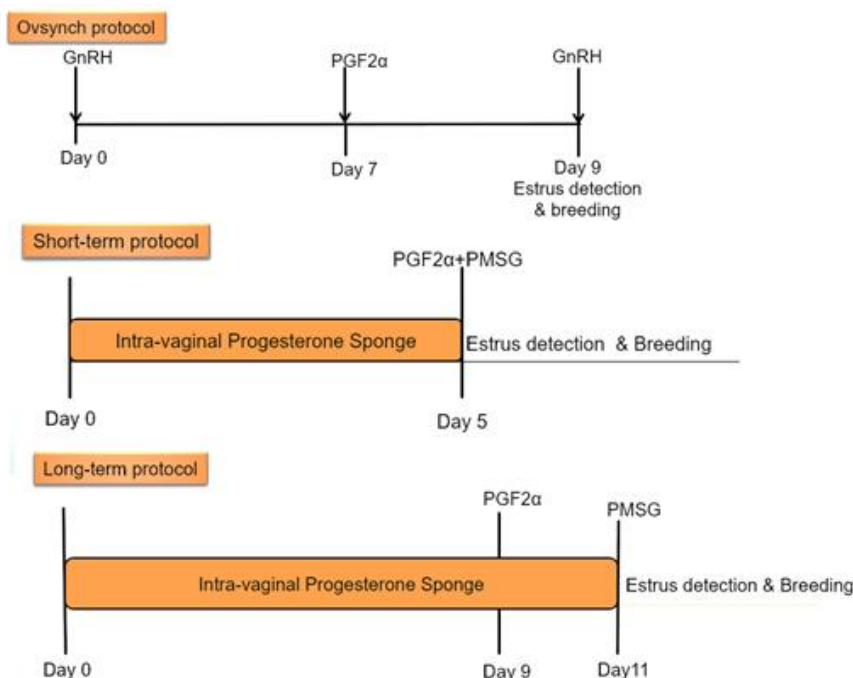 Ovsynch protocol
GnRH PGF2α GnRH
Day 0 Day 7 Day 9
Estrus detection
& breeding
Short-term protocol
PGF2α+PMSG
Intra-vaginal Progesterone Sponge Estrus detection & Breeding
Day 0 Day 5
Long-term protocol
PGF2α PMSG
Intra-vaginal Progesterone Sponge Estrus detection & Breeding
Day 0 Day 9 Day11